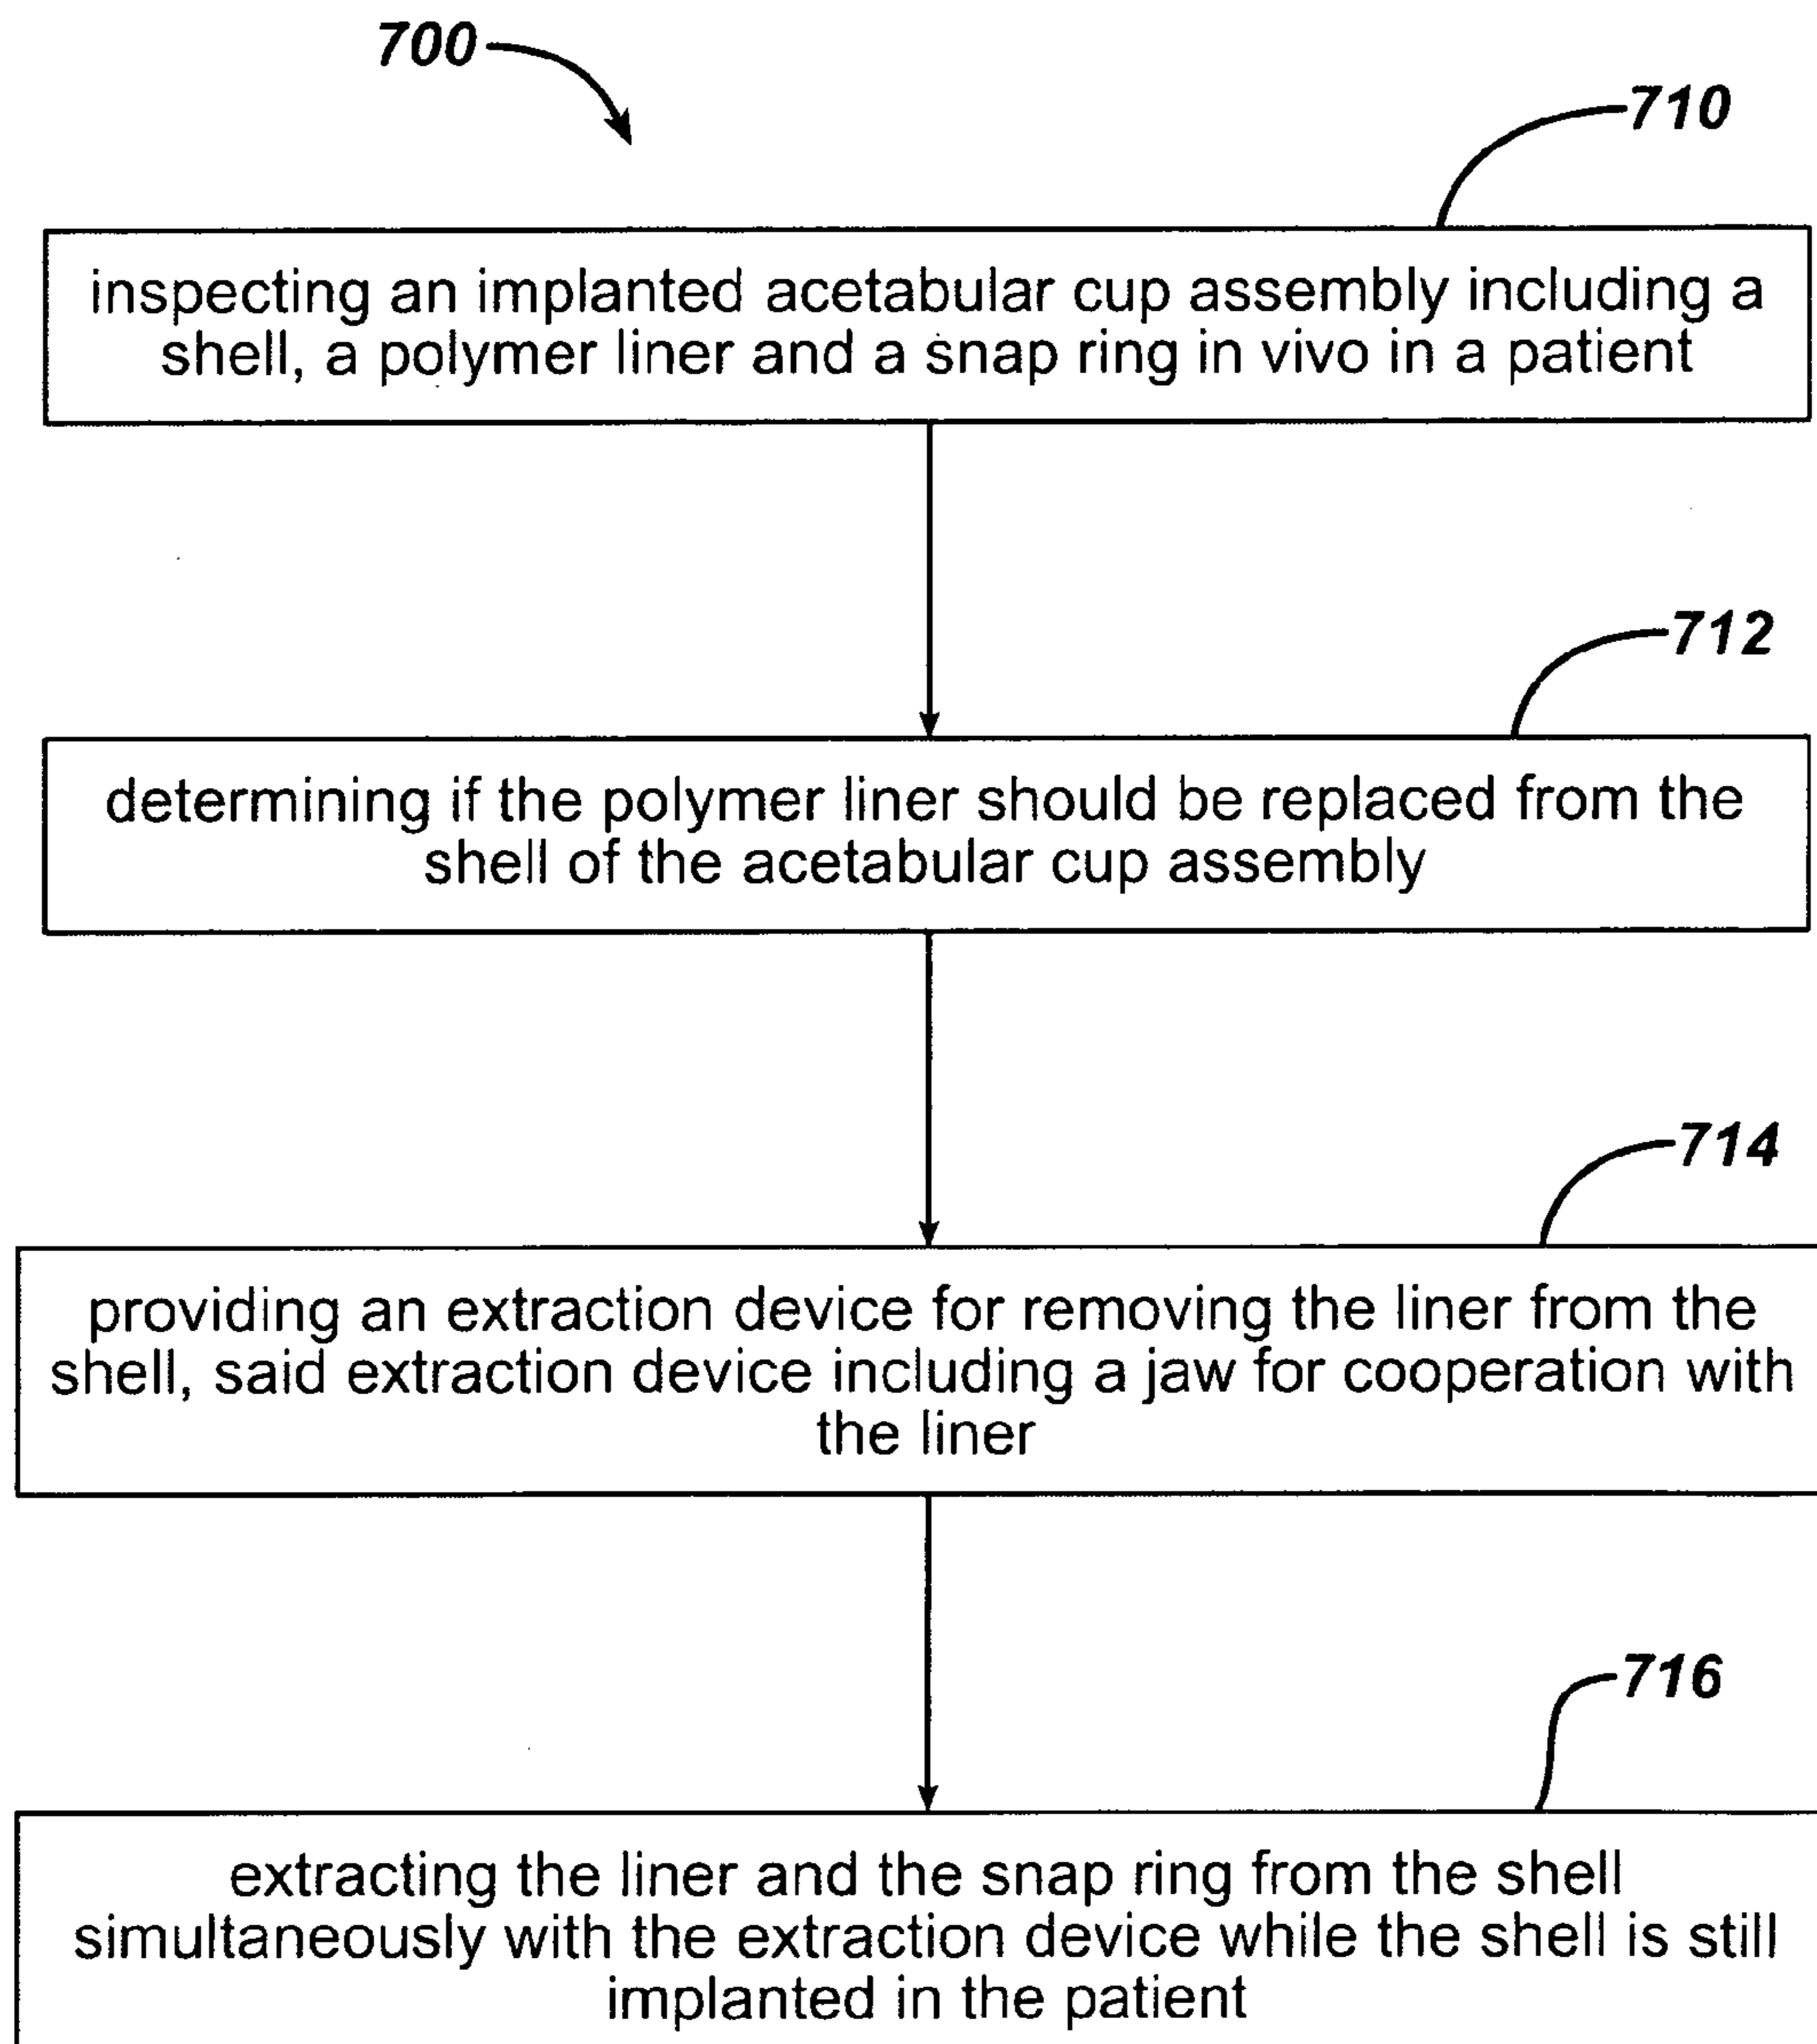 700
710
inspecting an implanted acetabular cup assembly including a
shell, a polymer liner and a snap ring in vivo in a patient
712
determining if the polymer liner should be replaced from the
shell of the acetabular cup assembly
714
providing an extraction device for removing the liner from the
shell, said extraction device including a jaw for cooperation with
the liner
716
extracting the liner and the snap ring from the shell
simultaneously with the extraction device while the shell is still
implanted in the patient